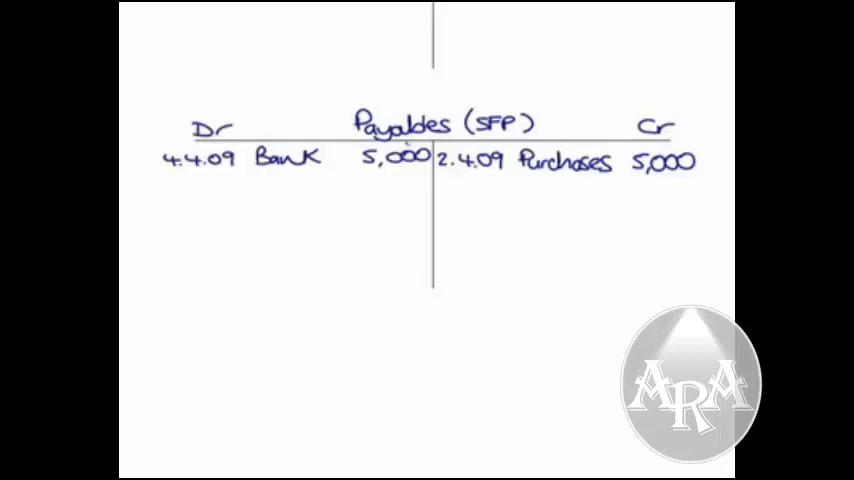 Dr Payables (SFP) Cr
4.4.09 Bank 5,000 2.4.09 Purchases 5,000
ARA